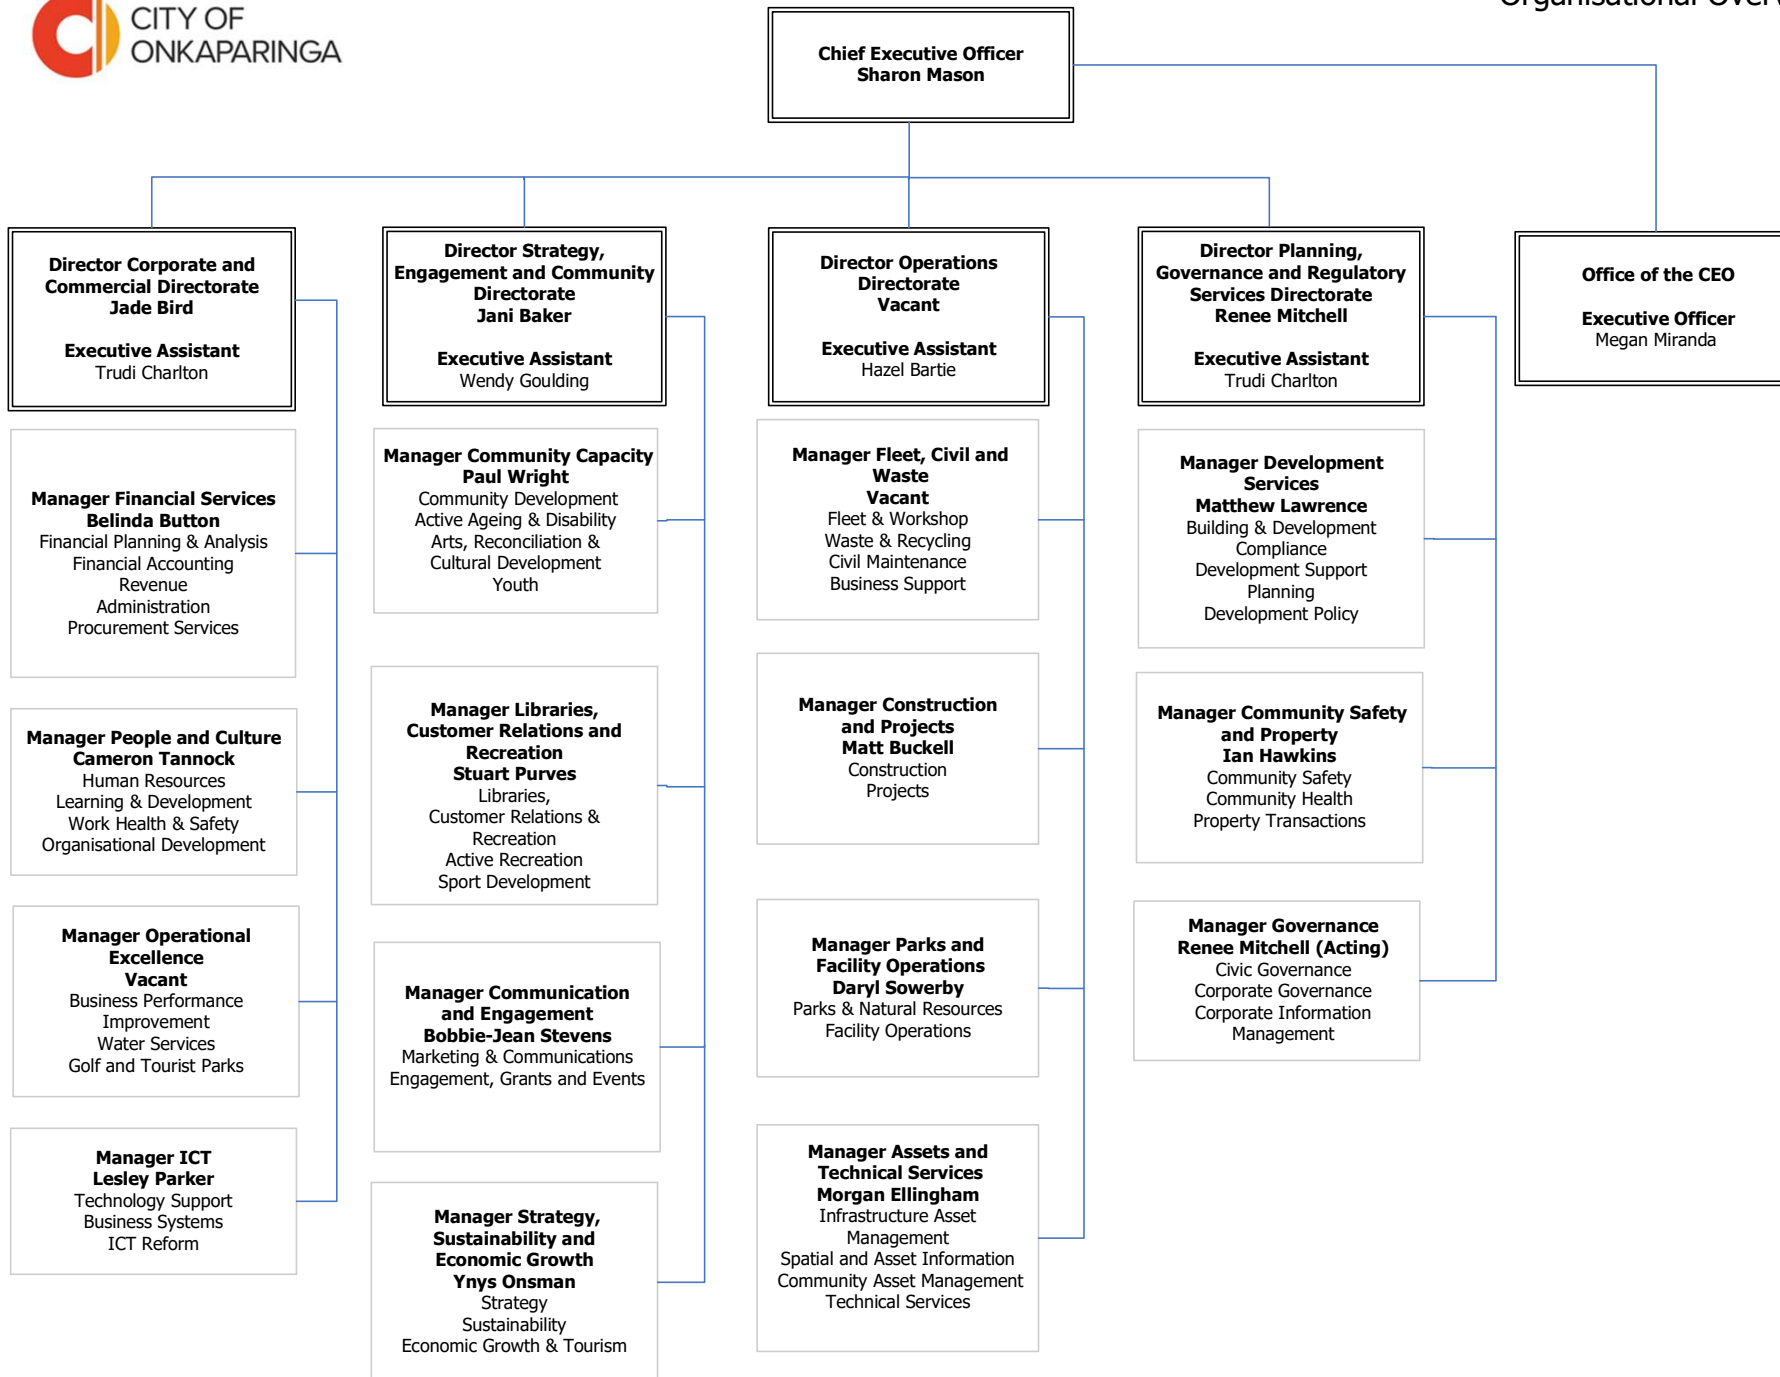 CITY OF
ONKAPARINGA
Organisational
Chief Executive Officer
Sharon Mason
Director Corporate and
Commercial Directorate
Jade Bird
Executive Assistant
Trudi Charlton
Manager Financial Services
Belinda Button
Financial Planning & Analysis
Financial Accounting
Revenue
Administration
Procurement Services
Manager People and Culture
Cameron Tannock
Human Resources
Learning & Development
Work Health & Safety
Organisational Development
Manager Operational
Excellence
Vacant
Business Performance
Improvement
Water Services
Golf and Tourist Parks
Manager ICT
Lesley Parker
Technology Support
Business Systems
ICT Reform
Director Strategy,
Engagement and Community
Directorate
Jani Baker
Executive Assistant
Wendy Goulding
Manager Community Capacity
Paul Wright
Community Development
Active Ageing & Disability
Arts, Reconciliation &
Cultural Development
Youth
Manager Libraries,
Customer Relations and
Recreation
Stuart Purves
Libraries,
Customer Relations &
Recreation
Active Recreation
Sport Development
Manager Communication
and Engagement
Bobbie-Jean Stevens
Marketing & Communications
Engagement, Grants and Events
Manager Strategy,
Sustainability and
Economic Growth
Ynys Onsman
Strategy
Sustainability
Economic Growth & Tourism
Director Operations
Directorate
Vacant
Executive Assistant
Hazel Bartie
Manager Fleet, Civil and
Waste
Vacant
Fleet & Workshop
Waste & Recycling
Civil Maintenance
Business Support
Manager Construction
and Projects
Matt Buckell
Construction
Projects
Manager Parks and
Facility Operations
Daryl Sowerby
Parks & Natural Resources
Facility Operations
Manager Assets and
Technical Services
Morgan Ellingham
Infrastructure Asset
Management
Spatial and Asset Information
Community Asset Management
Technical Services
Director Planning,
Governance and Regulatory
Services Directorate
Renee Mitchell
Executive Assistant
Trudi Charlton
Manager Development
Services
Matthew Lawrence
Building & Development
Compliance
Development Support
Planning
Development Policy
Manager Community Safety
and Property
Ian Hawkins
Community Safety
Community Health
Property Transactions
Manager Governance
Renee Mitchell (Acting)
Civic Governance
Corporate Governance
Corporate Information
Management
Office of the CEO
Executive Officer
Megan Miranda